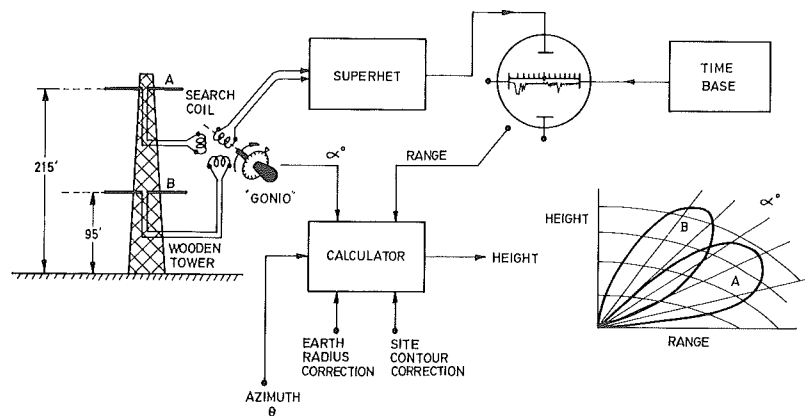 A
SEARCH
COIL
215'
B
95'
WOODEN
TOWER
"GONIO"
α°
SUPERHET
RANGE
TIME
BASE
CALCULATOR
HEIGHT
EARTH
RADIUS
CORRECTION
SITE
CONTOUR
CORRECTION
AZIMUTH
θ
HEIGHT
α°
B
A
RANGE